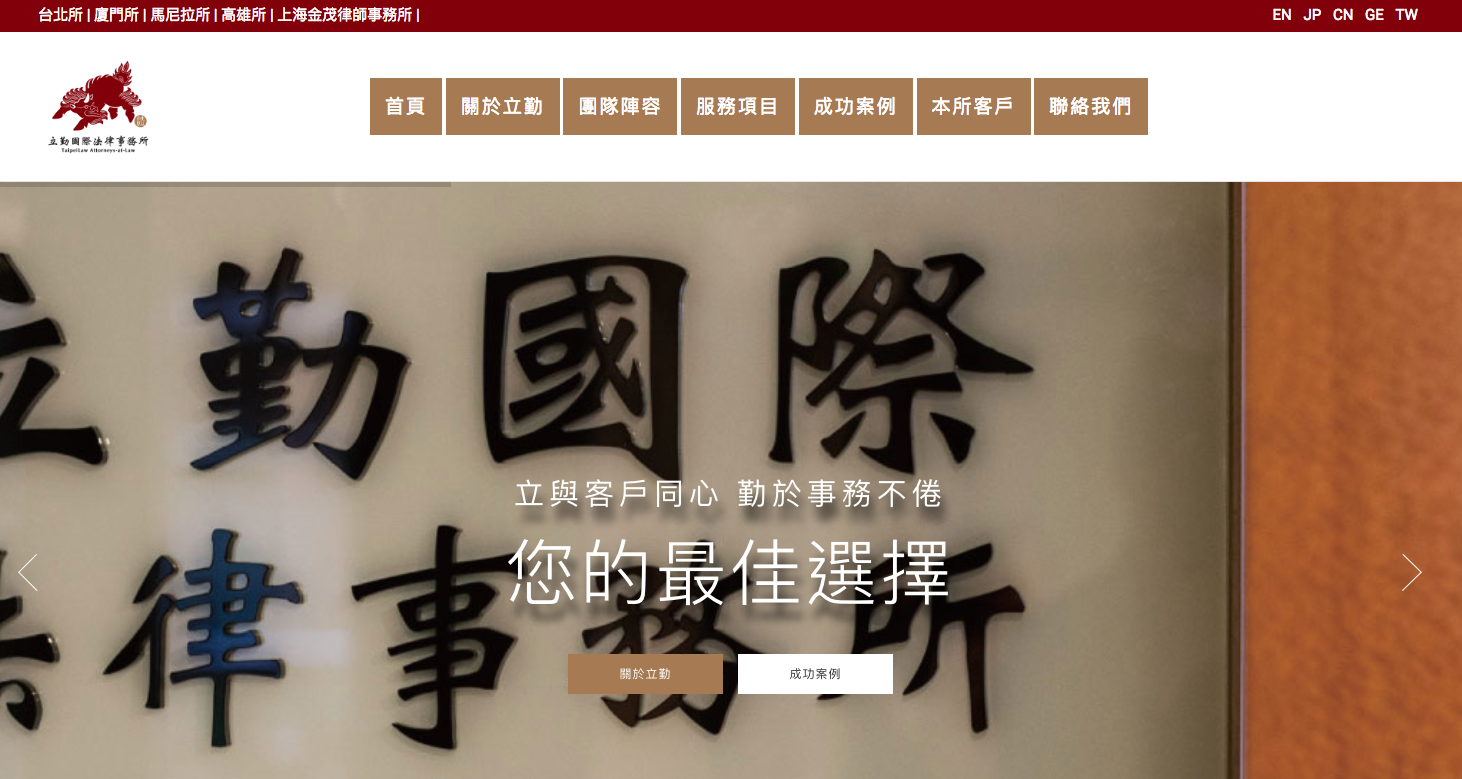 台北所 | 廈門所 | 馬尼拉所 | 高雄所 | 上海金茂律師事務所 |
EN JP CN GE TW
立勤國際法律事務所
TaipeiLaw Attorneys-at-Law
首頁 關於立勤 團隊陣容 服務項目 成功案例 本所客戶 聯絡我們
立勤國際
法律事務所
立與客戶同心 勤於事務不倦
您的最佳選擇
關於立勤 成功案例